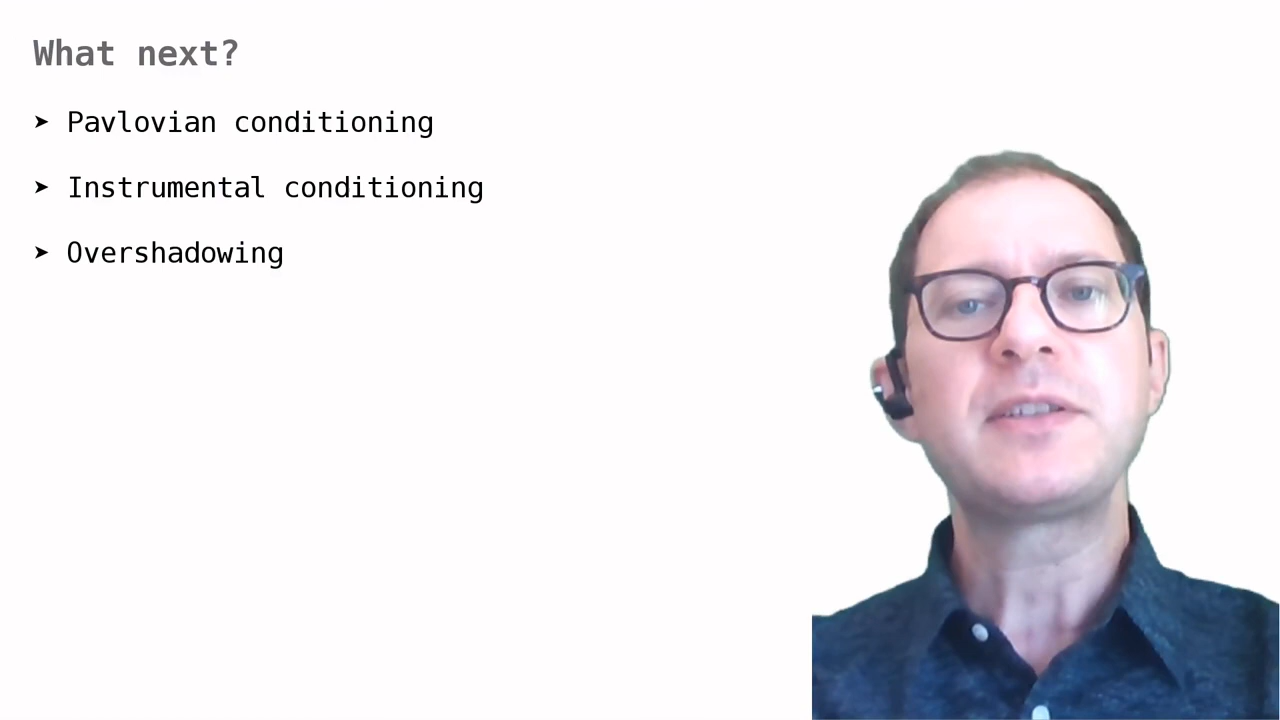 What next?
➤ Pavlovian conditioning
➤ Instrumental conditioning
➤ Overshadowing